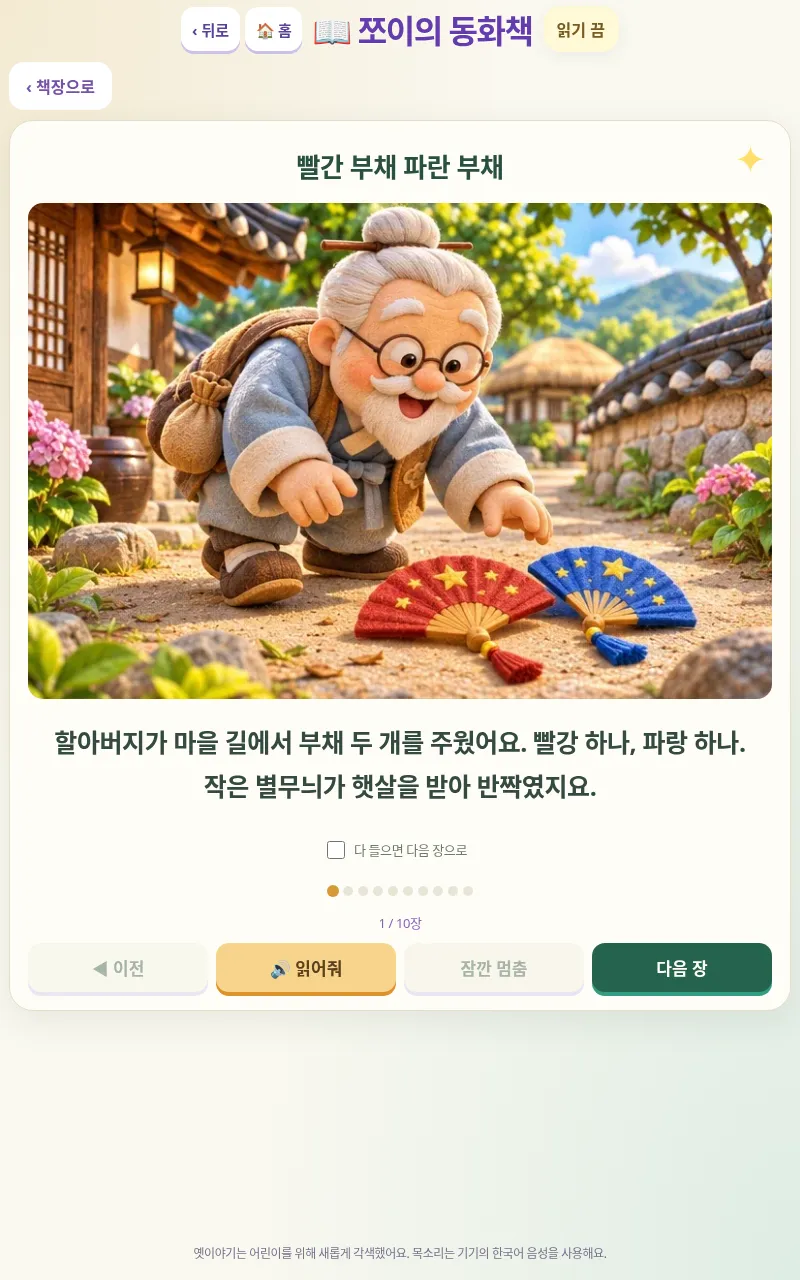 ‹ 뒤로
🏠 홈
📖 쪼이의 동화책
읽기 끝
‹ 책장으로
빨간 부채 파란 부채
할아버지가 마을 길에서 부채 두 개를 주웠어요. 빨강 하나, 파랑 하나.
작은 별무늬가 햇살을 받아 반짝였지요.
다 들으면 다음 장으로
1 / 10장
◀ 이전
🔊 읽어줘
잠깐 멈춤
다음 장
옛이야기는 어린이를 위해 새롭게 각색했어요. 목소리는 기기의 한국어 음성을 사용해요.